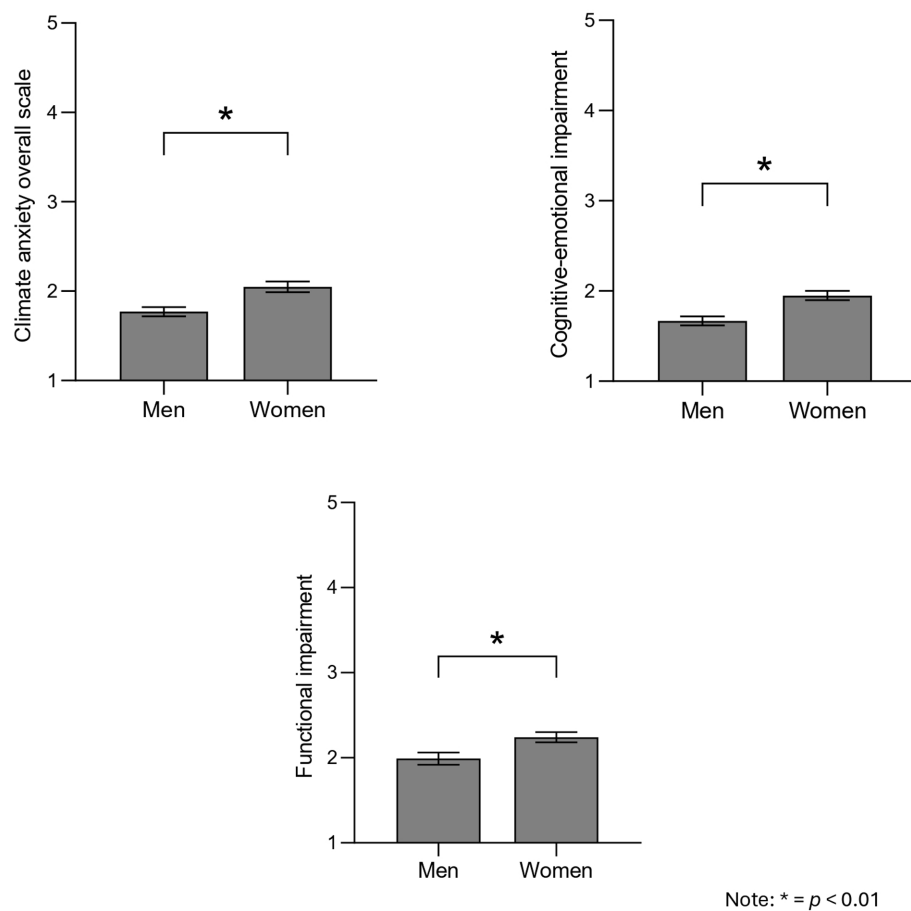 Climate anxiety overall scale
5
4
3
2
1
*
Men Women
Cognitive-emotional impairment
5
4
3
2
1
*
Men Women
Functional impairment
5
4
3
2
1
*
Men Women
Note: * = p < 0.01